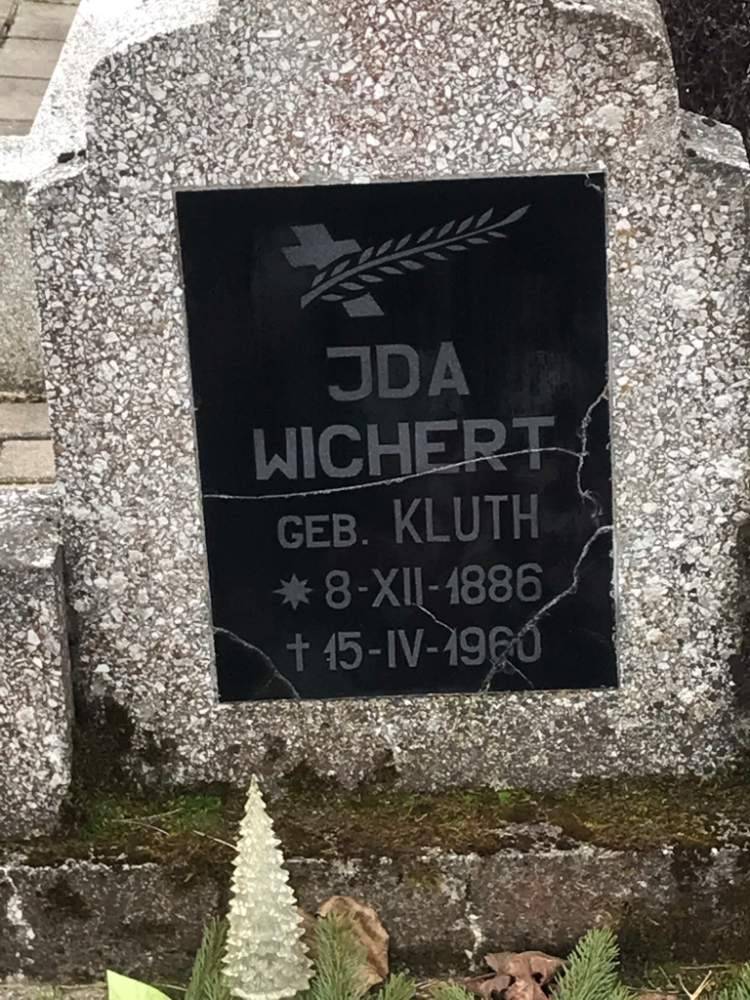 JDA
WICHERT
GEB. KLUTH
* 8-XII-1886
† 15-IV-1960